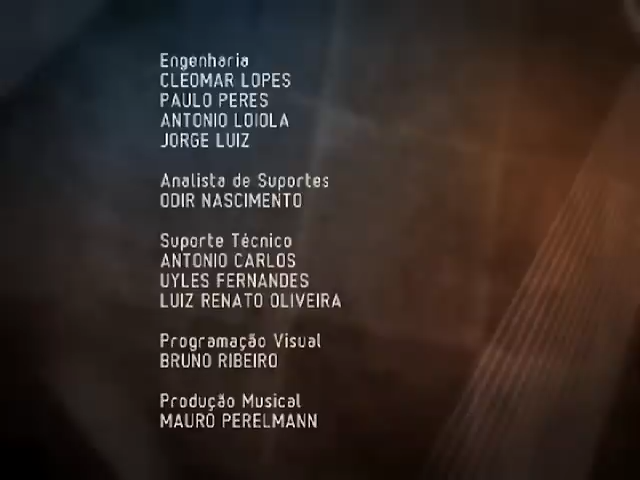 Engenharia
CLEOMAR LOPES
PAULO PERES
ANTONIO LOIOLA
JORGE LUIZ
Analista de Suportes
ODIR NASCIMENTO
Suporte Técnico
ANTONIO CARLOS
UYLES FERNANDES
LUIZ RENATO OLIVEIRA
Programação Visual
BRUNO RIBEIRO
Produção Musical
MAURO PERELMANN